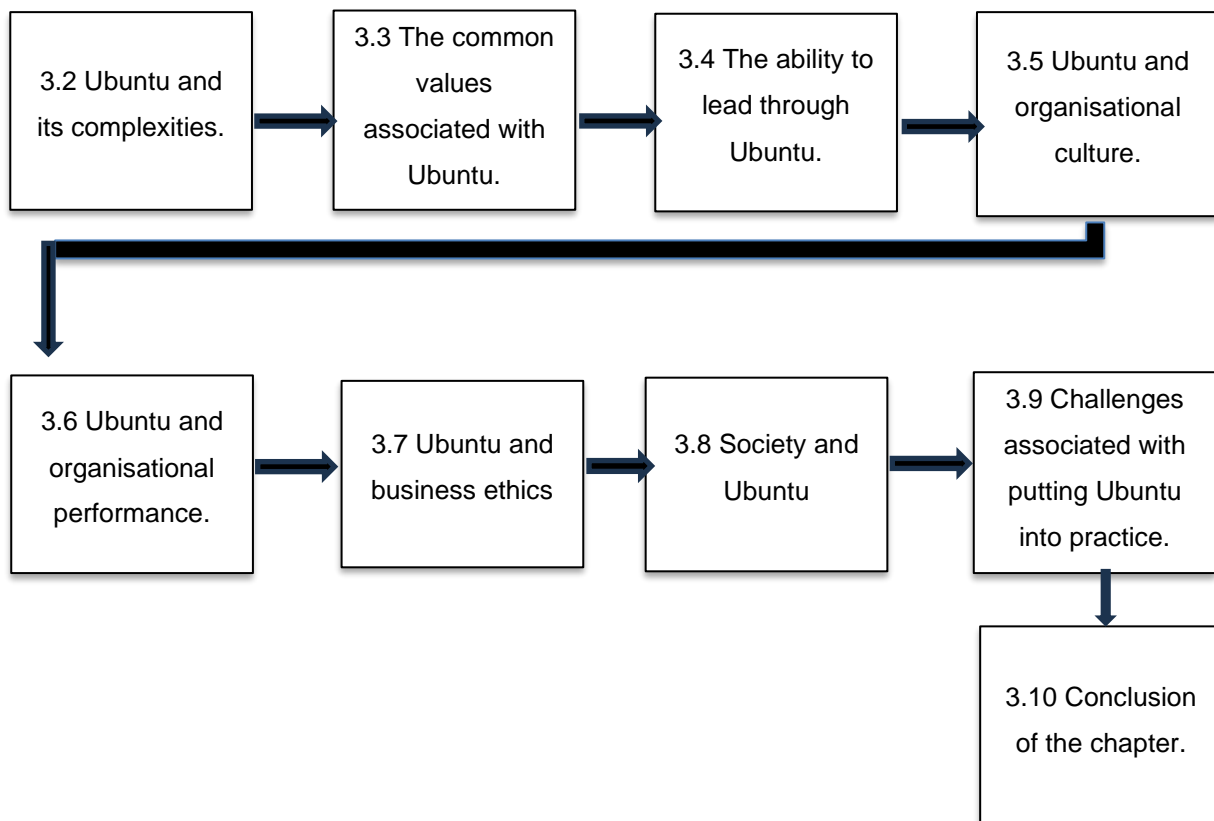 3.2 Ubuntu and
its complexities.
3.3 The common
values
associated with
Ubuntu.
3.4 The ability to
lead through
Ubuntu.
3.5 Ubuntu and
organisational
culture.
3.6 Ubuntu and
organisational
performance.
3.7 Ubuntu and
business ethics
3.8 Society and
Ubuntu
3.9 Challenges
associated with
putting Ubuntu
into practice.
3.10 Conclusion
of the chapter.